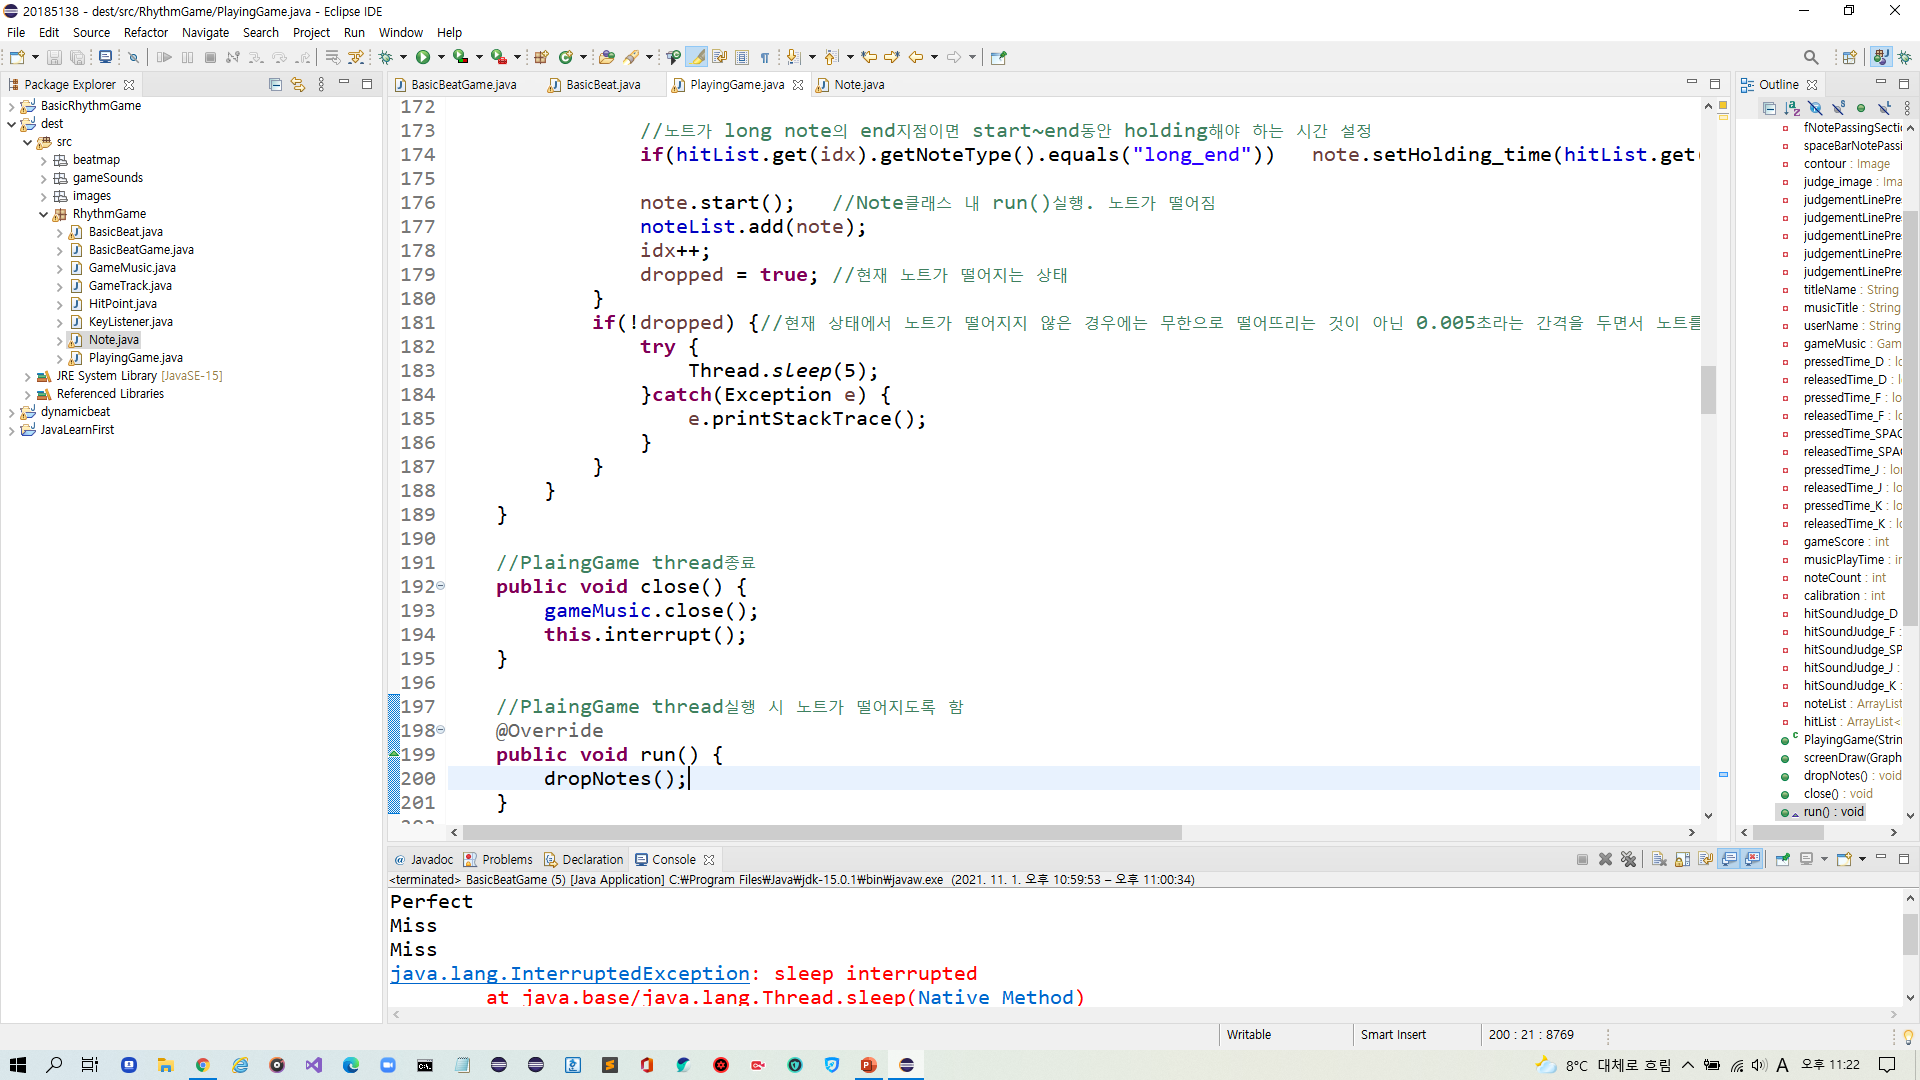 20185138 - dest/src/RhythmGame/PlayingGame.java - Eclipse IDE
File Edit Source Refactor Navigate Search Project Run Window Help
Package Explorer
BasicRhythmGame
dest
src
beatmap
gameSounds
images
RhythmGame
BasicBeat.java
BasicBeatGame.java
GameMusic.java
GameTrack.java
HitPoint.java
KeyListener.java
Note.java
PlayingGame.java
JRE System Library [JavaSE-15]
Referenced Libraries
dynamicbeat
JavaLearnFirst
BasicBeatGame.java BasicBeat.java PlayingGame.java Note.java
172
173 //노트가 long note의 end지점이면 start~end동안 holding해야 하는 시간 설정
174 if(hitList.get(idx).getNoteType().equals("long_end")) note.setHolding_time(hitList.get(
175
176 note.start(); //Note클래스 내 run()실행. 노트가 떨어짐
177 noteList.add(note);
178 idx++;
179 dropped = true; //현재 노트가 떨어지는 상태
180 }
181 if(!dropped) {//현재 상태에서 노트가 떨어지지 않은 경우에는 무한으로 떨어뜨리는 것이 아닌 0.005초라는 간격을 두면서 노트를
182 try {
183 Thread.sleep(5);
184 }catch(Exception e) {
185 e.printStackTrace();
186 }
187 }
188 }
189 }
190
191 //PlaingGame thread종료
192 public void close() {
193 gameMusic.close();
194 this.interrupt();
195 }
196
197 //PlaingGame thread실행 시 노트가 떨어지도록 함
198 @Override
199 public void run() {
200 dropNotes();
201 }
Outline
fNotePassingSecti
spaceBarNotePassi
contour : Image
judge_image : Ima
judgementLinePre
judgementLinePre
judgementLinePre
judgementLinePre
judgementLinePre
titleName : String
musicTitle : String
userName : String
gameMusic : Gam
pressedTime_D : lo
releasedTime_D : lo
pressedTime_F : lo
releasedTime_F : lo
pressedTime_SPAC
releasedTime_SPA
pressedTime_J : lo
releasedTime_J : lo
pressedTime_K : lo
releasedTime_K : lo
gameScore : int
musicPlayTime : in
noteCount : int
calibration : int
hitSoundJudge_D
hitSoundJudge_F :
hitSoundJudge_SP
hitSoundJudge_J :
hitSoundJudge_K :
noteList : ArrayList
hitList : ArrayList<
PlayingGame(Strin
screenDraw(Graph
dropNotes() : void
close() : void
run() : void
Javadoc Problems Declaration Console
<terminated> BasicBeatGame (5) [Java Application] C:₩Program Files₩Java₩jdk-15.0.1₩bin₩javaw.exe (2021. 11. 1. 오후 10:59:53 – 오후 11:00:34)
Perfect
Miss
Miss
java.lang.InterruptedException: sleep interrupted
at java.base/java.lang.Thread.sleep(Native Method)
Writable Smart Insert 200 : 21 : 8769
8°C 대체로 흐림 A 오후 11:22